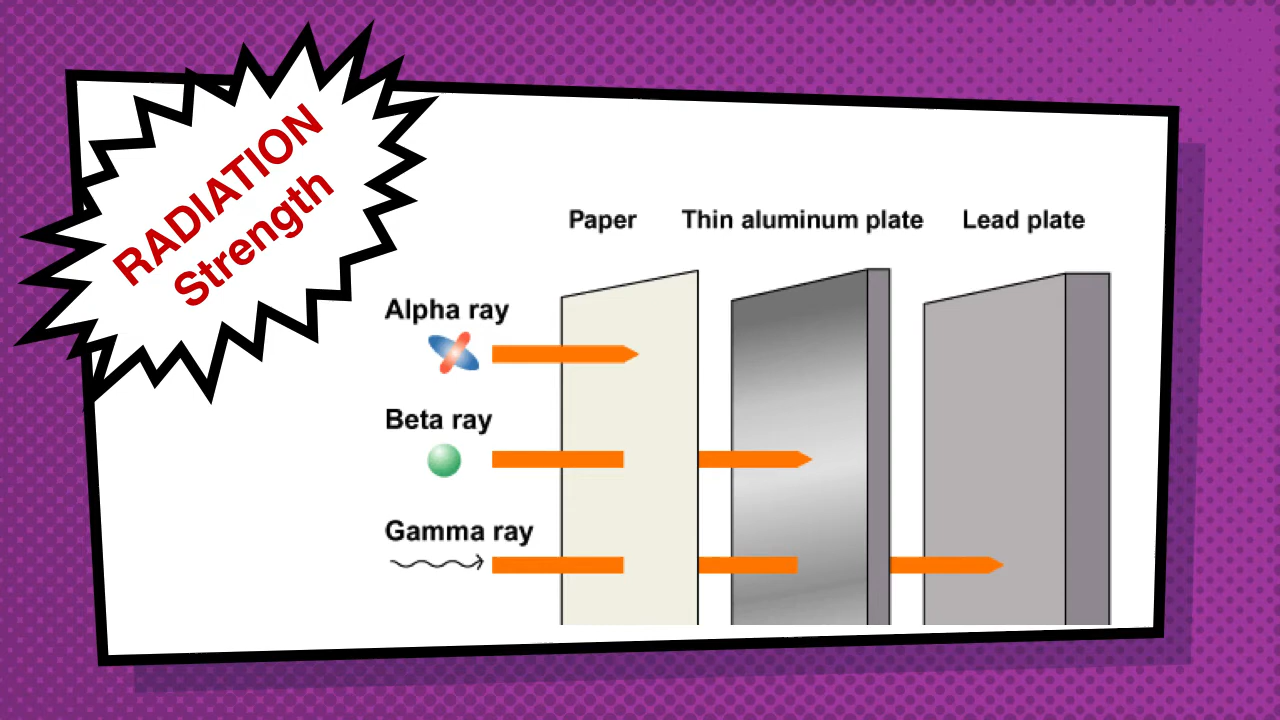 RADIATION
Strength
Paper Thin aluminum plate Lead plate
Alpha ray
Beta ray
Gamma ray